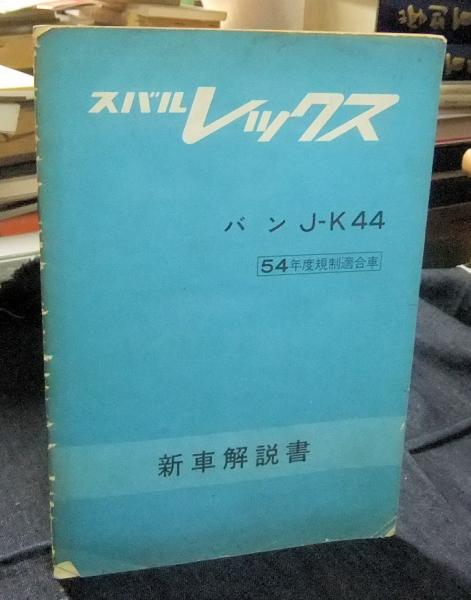 スバルレックス
バン J-K44
54年度規制適合車
新車解説書